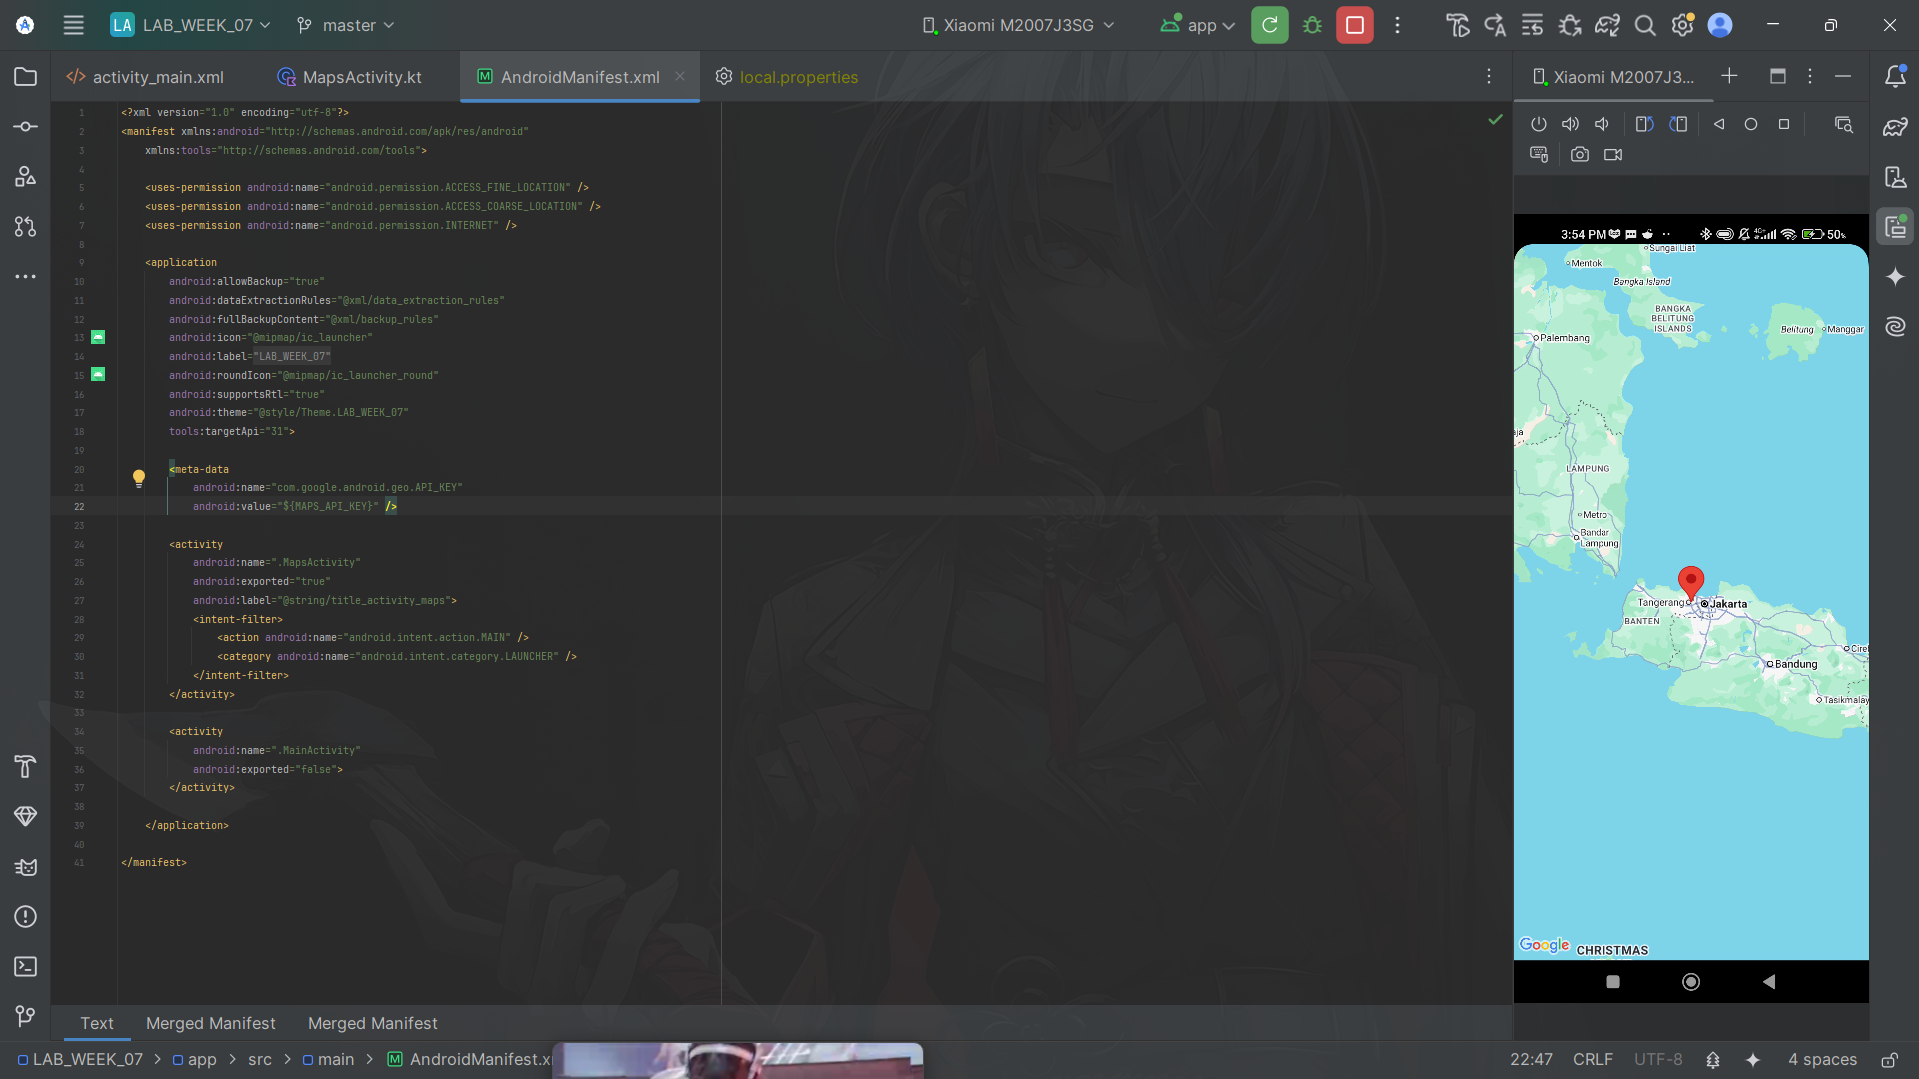 LA LAB_WEEK_07 master Xiaomi M2007J3SG app
activity_main.xml MapsActivity.kt AndroidManifest.xml local.properties Xiaomi M2007J3...
1 <?xml version="1.0" encoding="utf-8"?>
2 <manifest xmlns:android="http://schemas.android.com/apk/res/android"
3 xmlns:tools="http://schemas.android.com/tools">
4
5 <uses-permission android:name="android.permission.ACCESS_FINE_LOCATION" />
6 <uses-permission android:name="android.permission.ACCESS_COARSE_LOCATION" />
7 <uses-permission android:name="android.permission.INTERNET" />
8
9 <application
10 android:allowBackup="true"
11 android:dataExtractionRules="@xml/data_extraction_rules"
12 android:fullBackupContent="@xml/backup_rules"
13 android:icon="@mipmap/ic_launcher"
14 android:label="LAB_WEEK_07"
15 android:roundIcon="@mipmap/ic_launcher_round"
16 android:supportsRtl="true"
17 android:theme="@style/Theme.LAB_WEEK_07"
18 tools:targetApi="31">
19
20 <meta-data
21 android:name="com.google.android.geo.API_KEY"
22 android:value="${MAPS_API_KEY}" />
23
24 <activity
25 android:name=".MapsActivity"
26 android:exported="true"
27 android:label="@string/title_activity_maps">
28 <intent-filter>
29 <action android:name="android.intent.action.MAIN" />
30 <category android:name="android.intent.category.LAUNCHER" />
31 </intent-filter>
32 </activity>
33
34 <activity
35 android:name=".MainActivity"
36 android:exported="false">
37 </activity>
38
39 </application>
40
41 </manifest>
3:54 PM 4G+ 50%
Sungai Liat
Mentok
Bangka Island
BANGKA
BELITUNG
ISLANDS
Belitung Manggar
Palembang
LAMPUNG
Metro
Bandar
Lampung
Tangerang Jakarta
BANTEN
Bandung
Tasikmalay
Google CHRISTMAS
Text Merged Manifest Merged Manifest
LAB_WEEK_07 > app > src > main > AndroidManifest.x 22:47 CRLF UTF-8 4 spaces